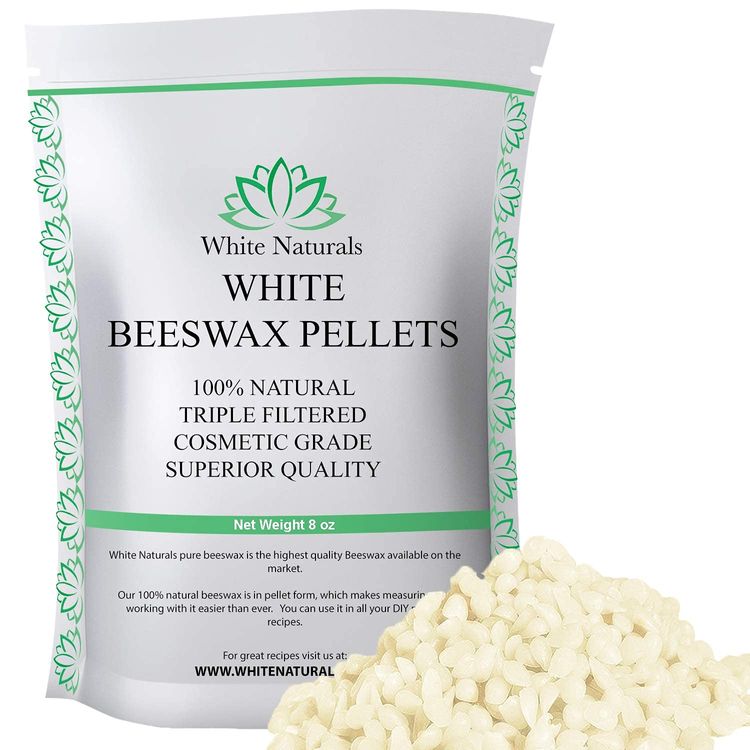 White Naturals
WHITE
BEESWAX PELLETS
100% NATURAL
TRIPLE FILTERED
COSMETIC GRADE
SUPERIOR QUALITY
Net Weight 8 oz
White Naturals pure beeswax is the highest quality Beeswax available on the
market.
Our 100% natural beeswax is in pellet form, which makes measuring
working with it easier than ever. You can use it in all your DIY
recipes.
For great recipes visit us at:
WWW.WHITENATURAL